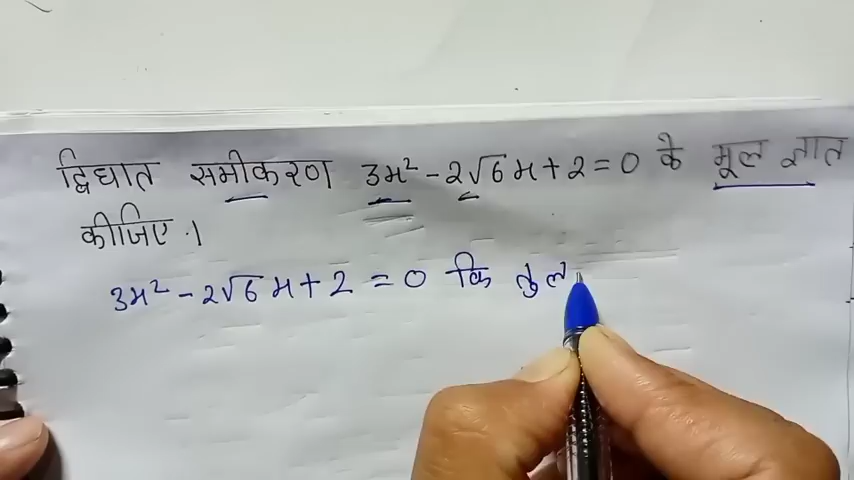 द्विघात समीकरण 3x² - 2√6x + 2 = 0 के मूल ज्ञात
कीजिए ।
3x² - 2√6x + 2 = 0 कि तुल